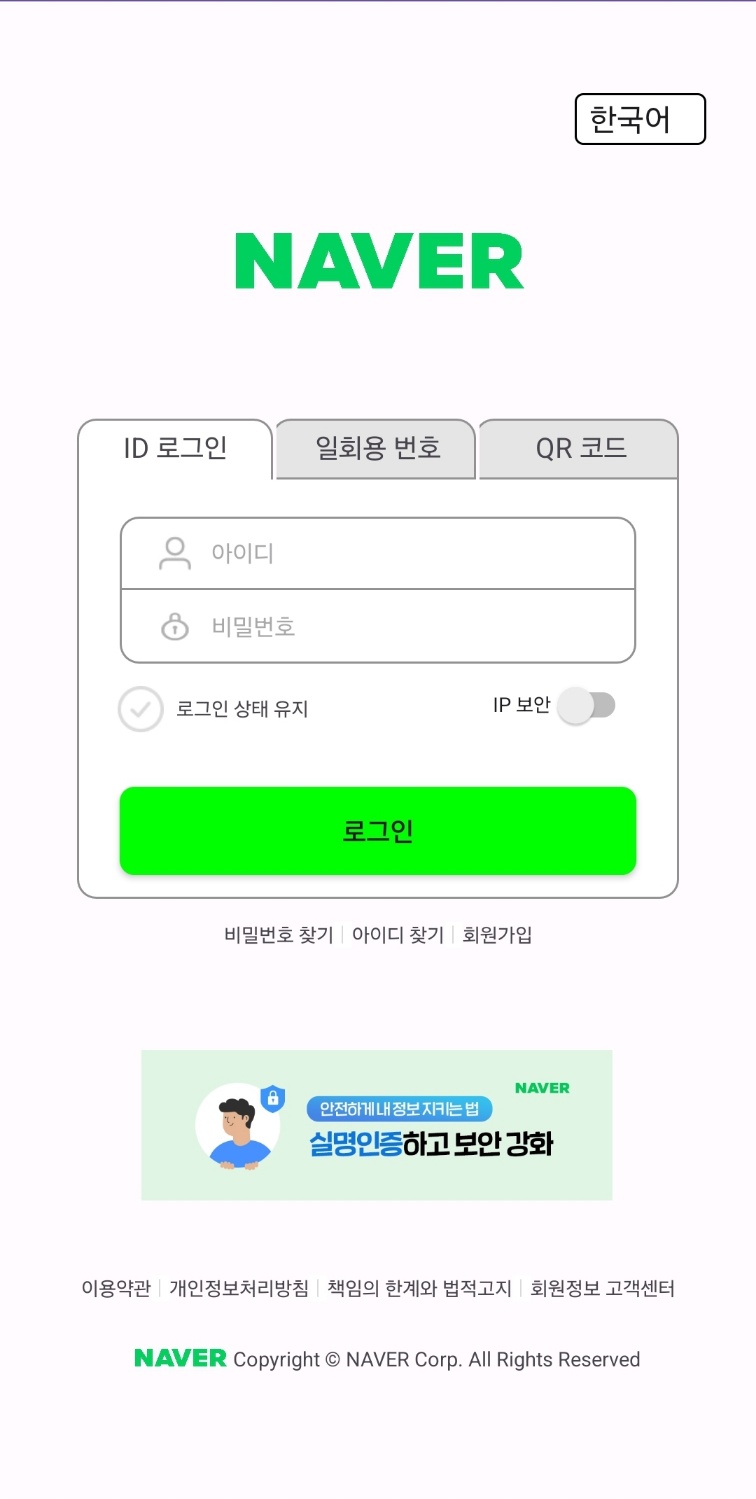 한국어
NAVER
ID 로그인 일회용 번호 QR 코드
아이디
비밀번호
로그인 상태 유지 IP 보안
로그인
비밀번호 찾기 아이디 찾기 회원가입
NAVER
안전하게 내 정보 지키는 법
실명인증하고 보안 강화
이용약관 개인정보처리방침 책임의 한계와 법적고지 회원정보 고객센터
NAVER Copyright © NAVER Corp. All Rights Reserved